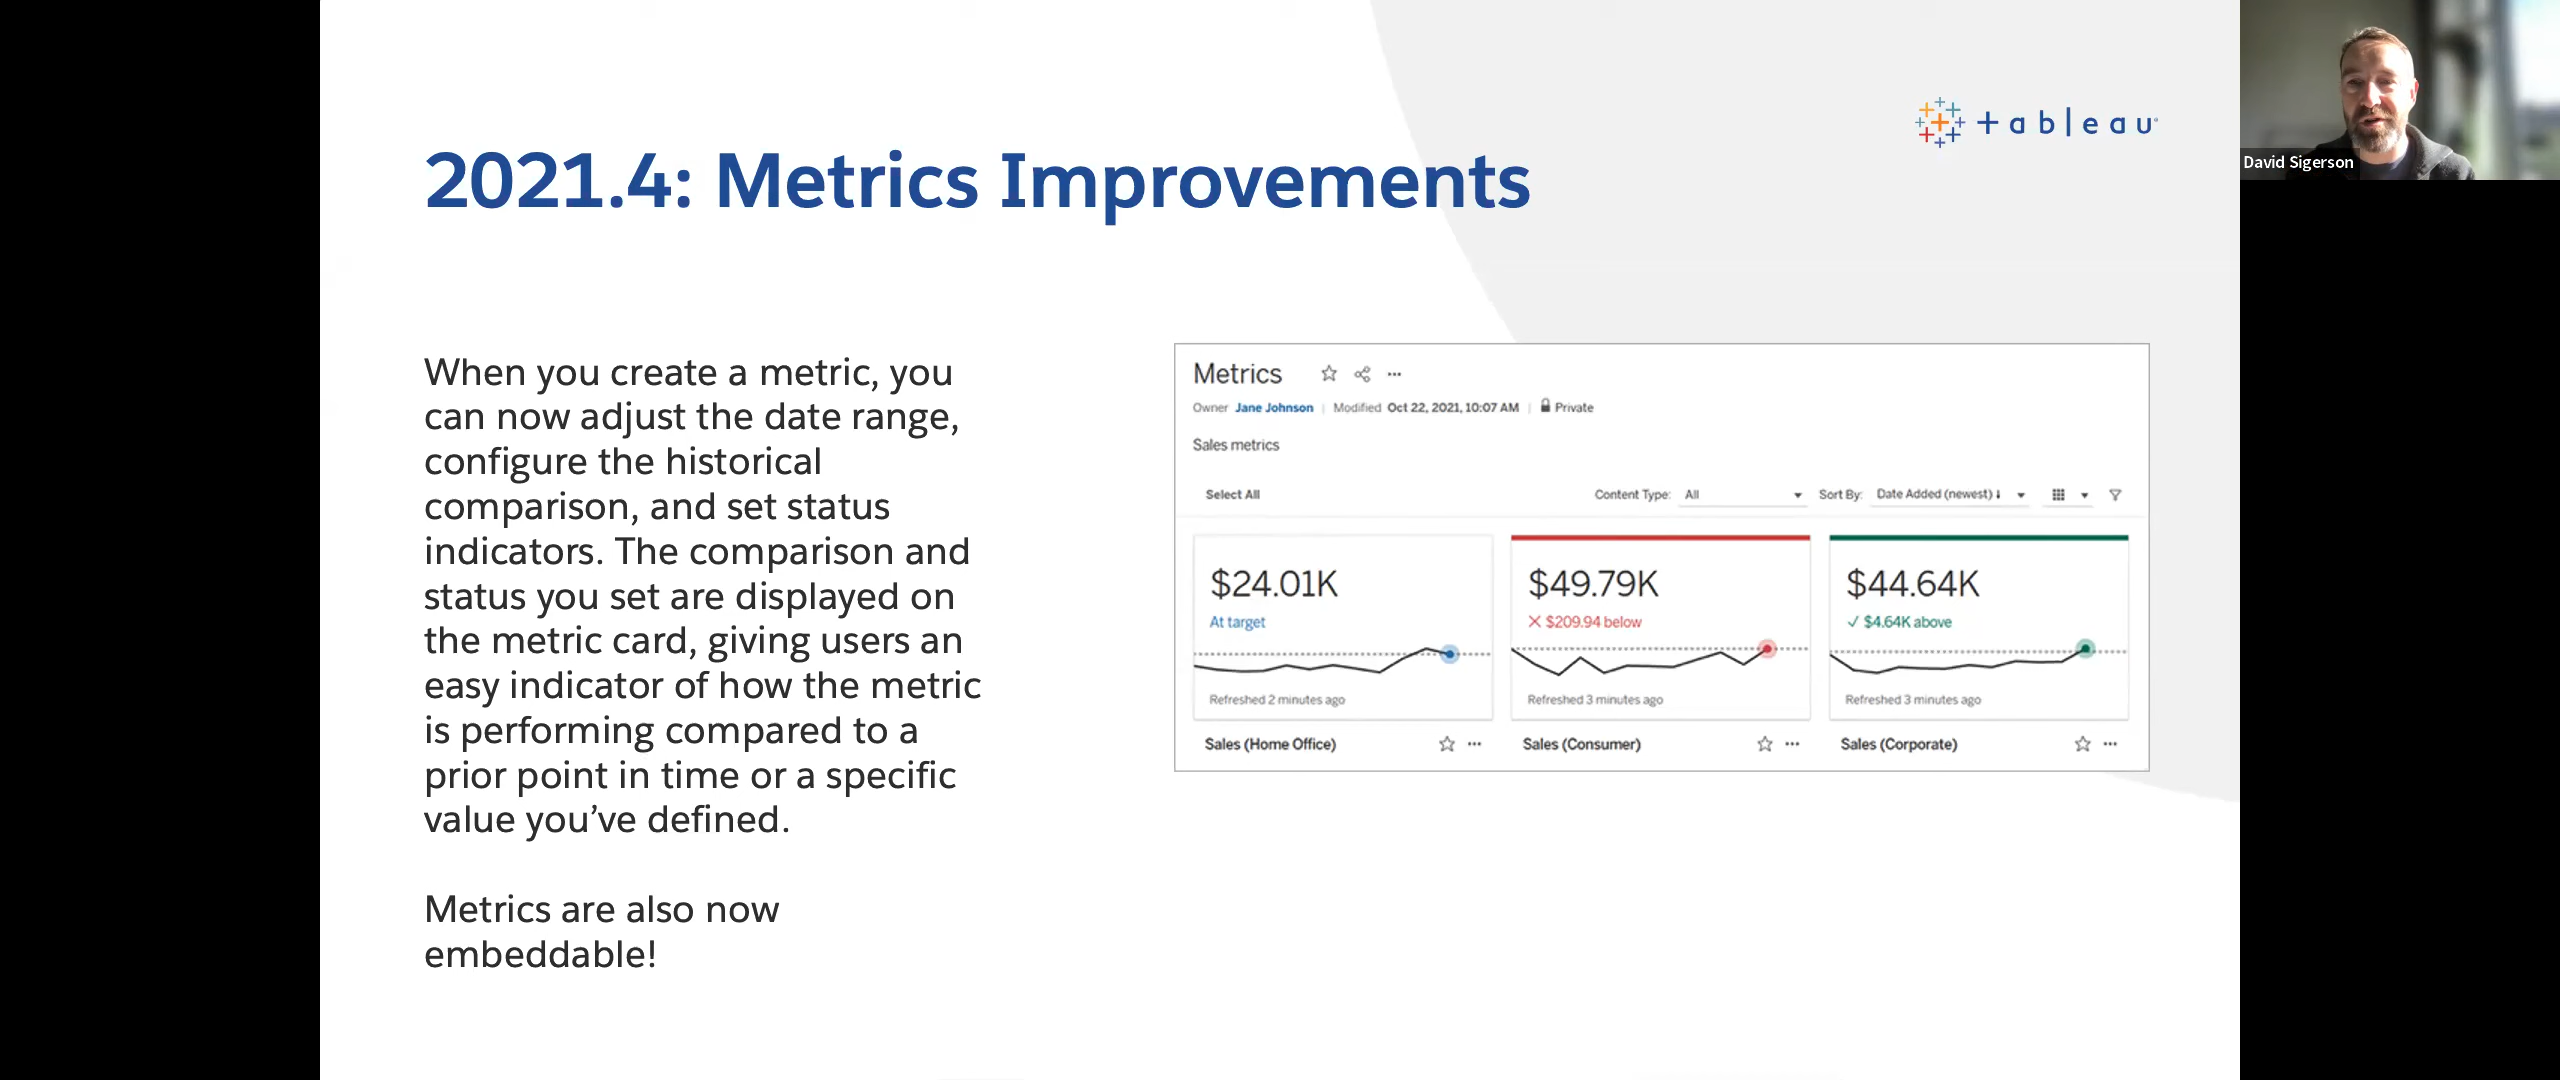 2021.4: Metrics Improvements
+ableau
David Sigerson
When you create a metric, you
can now adjust the date range,
configure the historical
comparison, and set status
indicators. The comparison and
status you set are displayed on
the metric card, giving users an
easy indicator of how the metric
is performing compared to a
prior point in time or a specific
value you’ve defined.
Metrics are also now
embeddable!
Metrics
Owner Jane Johnson | Modified Oct 22, 2021, 10:07 AM | Private
Sales metrics
Select All Content Type: All Sort By: Date Added (newest)
$24.01K
At target
Refreshed 2 minutes ago
Sales (Home Office)
$49.79K
$209.94 below
Refreshed 3 minutes ago
Sales (Consumer)
$44.64K
$4.64K above
Refreshed 3 minutes ago
Sales (Corporate)